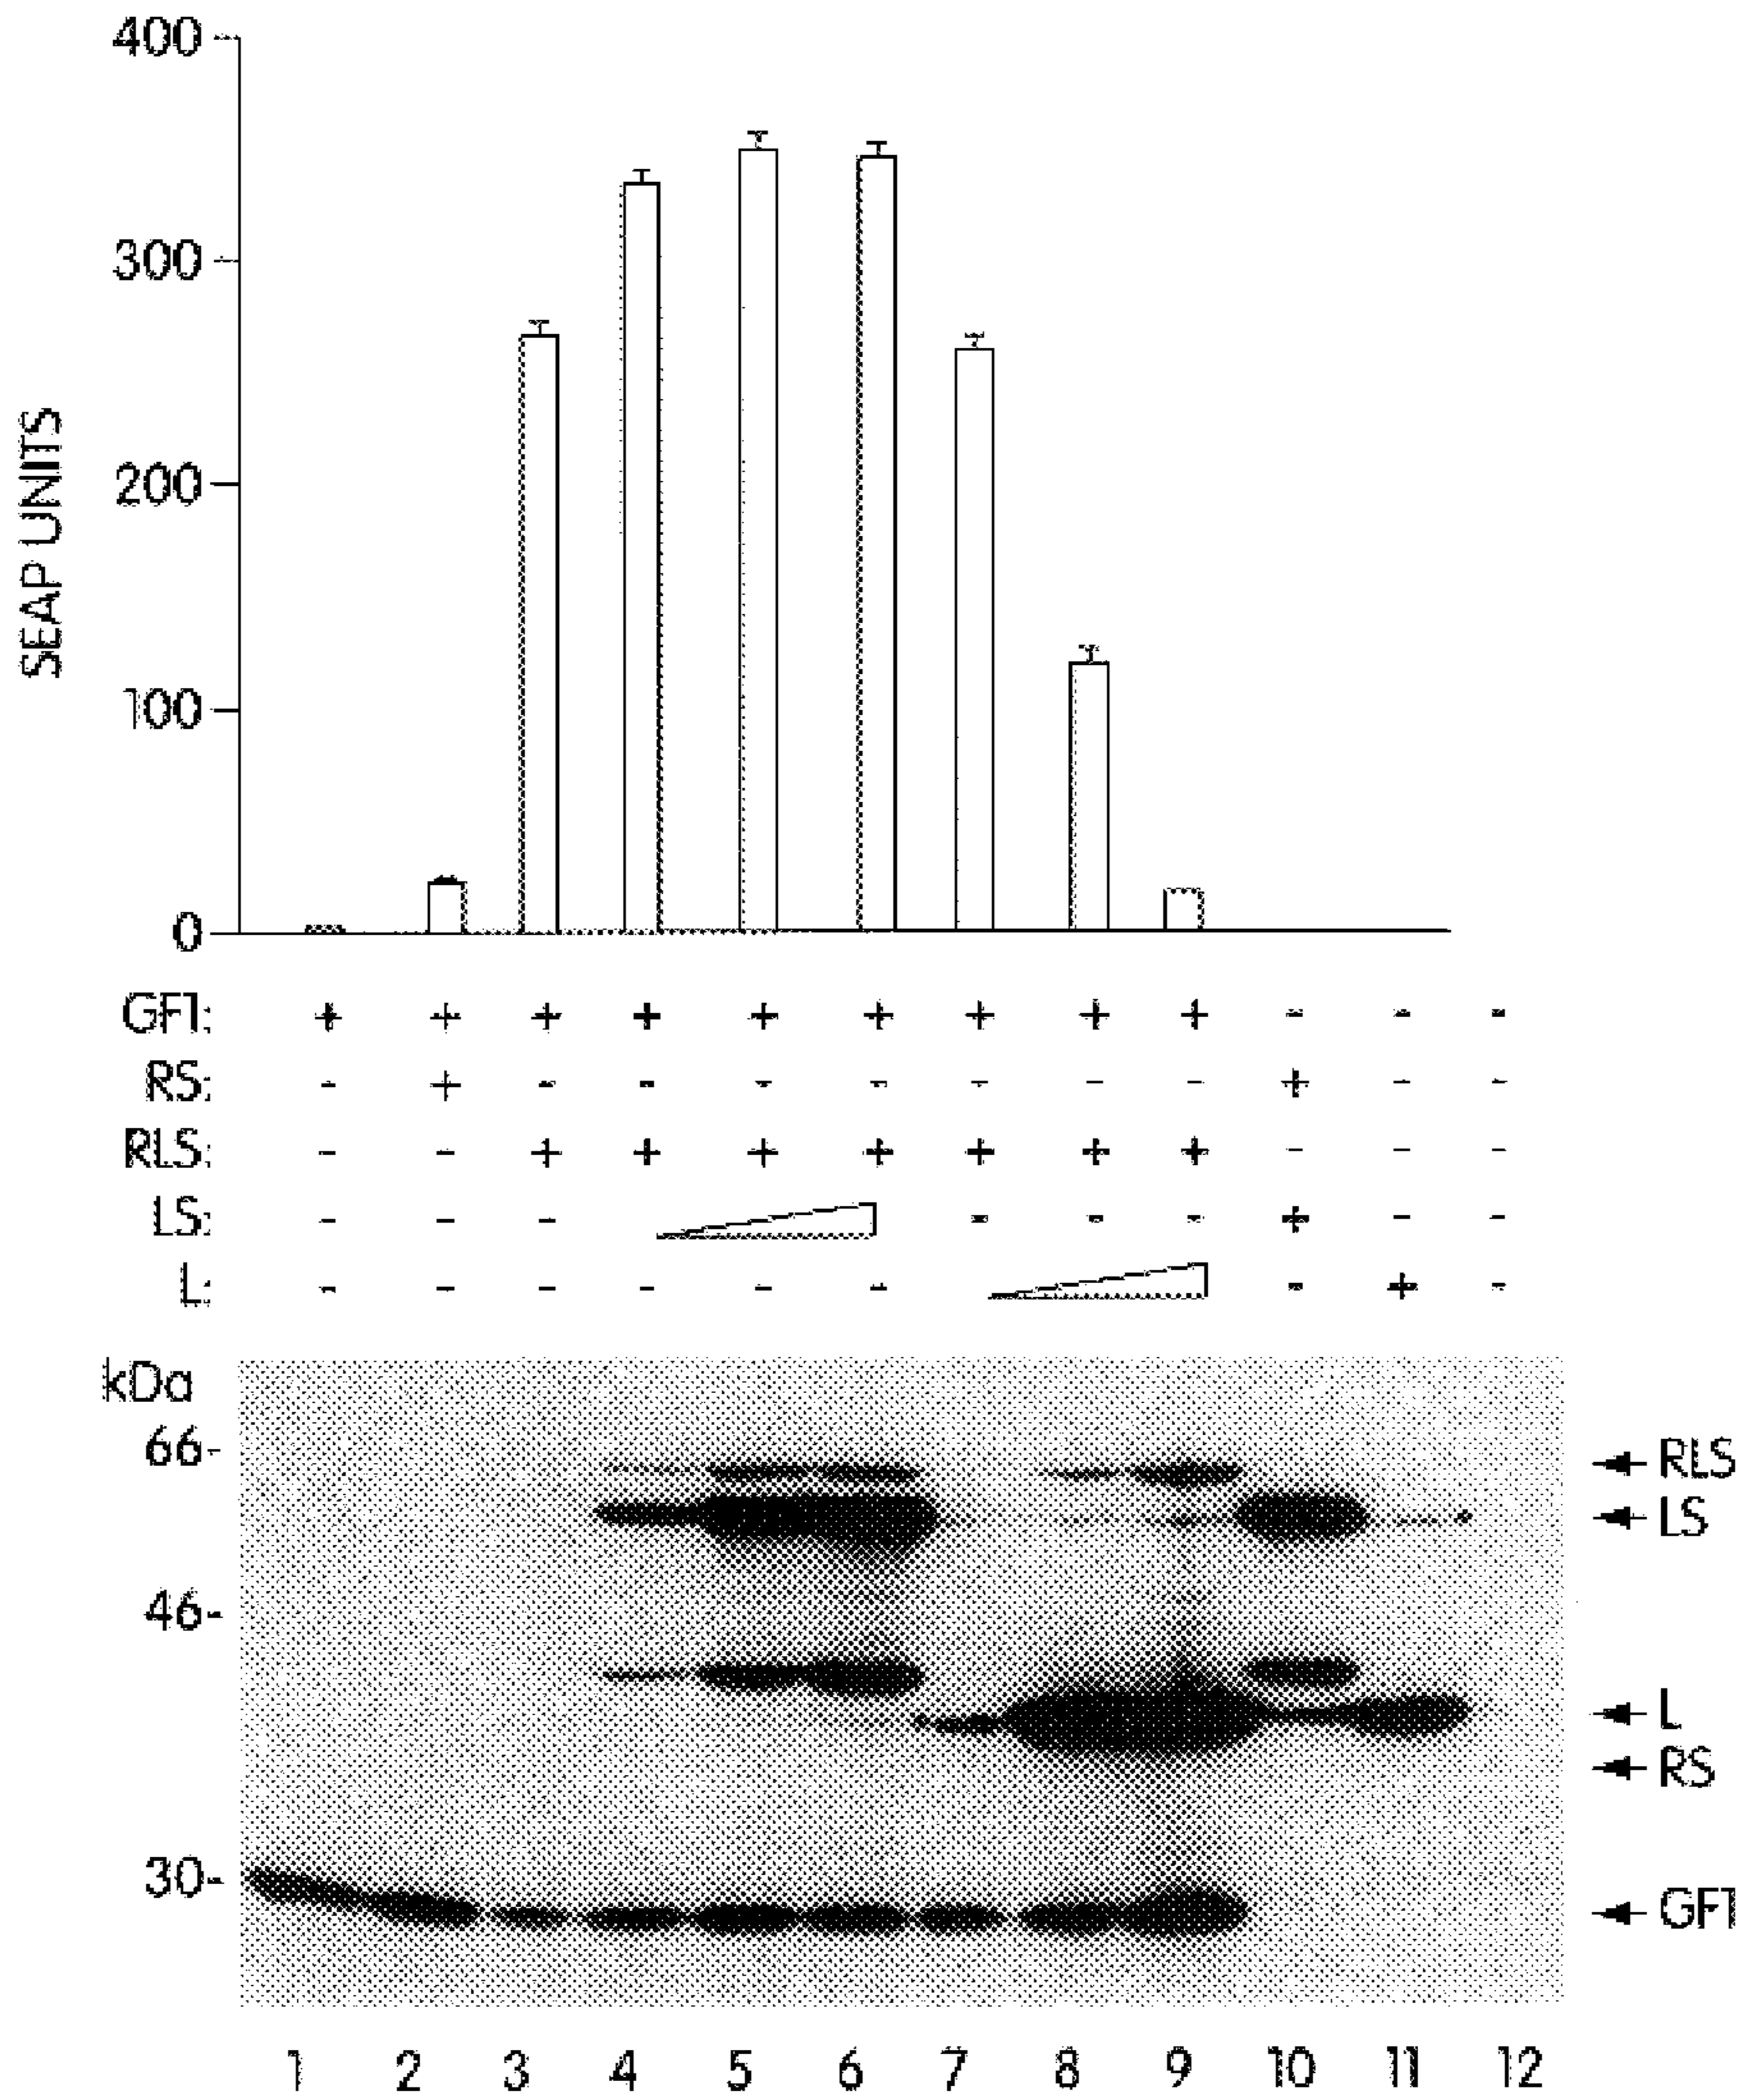 400
300
200
100
0
SEAP UNITS
GF1: + + + + + + + + + - - -
RS: - + - - - - - - - + - -
RLS: - - + + + + + + + - - -
LS: - - - - - - + - -
L: - - - - - - - + -
kDa
66-
46-
30-
RLS
LS
L
RS
GF1
1 2 3 4 5 6 7 8 9 10 11 12